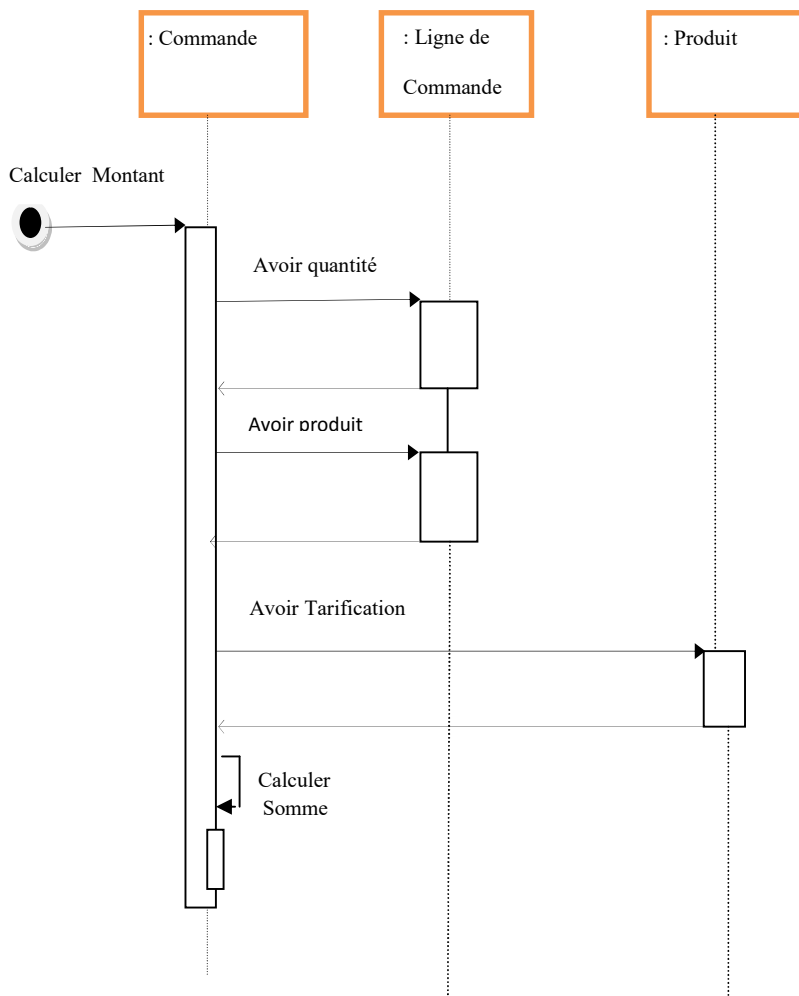 : Commande
: Ligne de
Commande
: Produit
Calculer Montant
Avoir quantité
Avoir produit
Avoir Tarification
Calculer
Somme